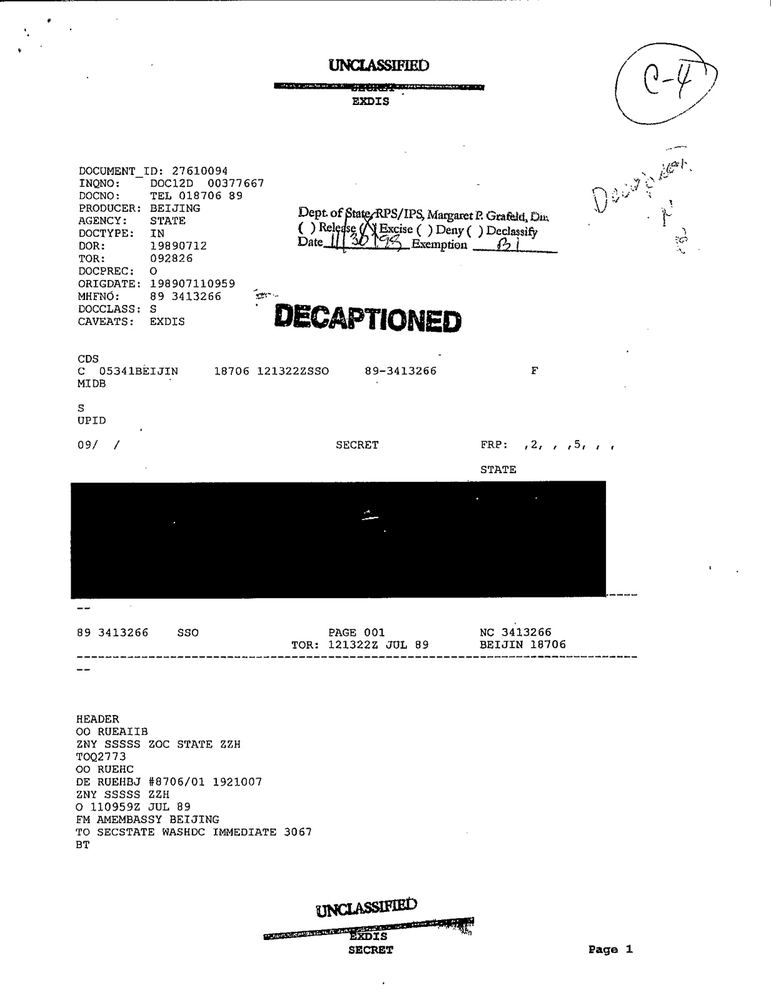 UNCLASSIFIED
SECRET
EXDIS
C-4
DOCUMENT_ID: 27610094
INQNO: DOC12D 00377667
DOCNO: TEL 018706 89
PRODUCER: BEIJING
AGENCY: STATE
DOCTYPE: IN
DOR: 19890712
TOR: 092826
DOCPREC: O
ORIGDATE: 198907110959
MHFNO: 89 3413266
DOCCLASS: S
CAVEATS: EXDIS
Dept. of State, RPS/IPS, Margaret P. Grafeld, Dir.
( ) Release (X) Excise ( ) Deny ( ) Declassify
Date 11/30/98 Exemption B1
DECAPTIONED
CDS
C 05341BEIJIN 18706 121322ZSSO 89-3413266 F
MIDB
S
UPID
09/ / SECRET FRP: ,2, , ,5, , ,
STATE
--
89 3413266 SSO PAGE 001 NC 3413266
TOR: 121322Z JUL 89 BEIJIN 18706
--
HEADER
OO RUEAIIB
ZNY SSSSS ZOC STATE ZZH
TOQ2773
OO RUEHC
DE RUEHBJ #8706/01 1921007
ZNY SSSSS ZZH
O 110959Z JUL 89
FM AMEMBASSY BEIJING
TO SECSTATE WASHDC IMMEDIATE 3067
BT
UNCLASSIFIED
EXDIS
SECRET
Page 1